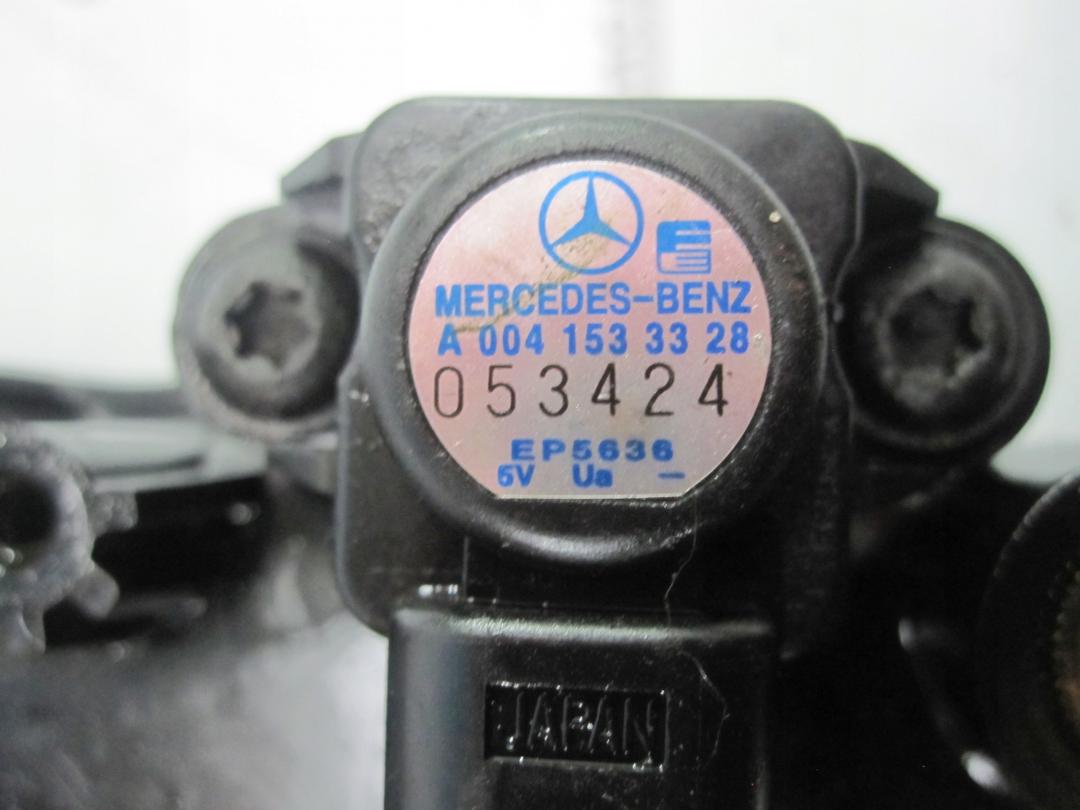 MERCEDES-BENZ
A 004 153 33 28
053424
EP5636
5V Ua –
JAPAN